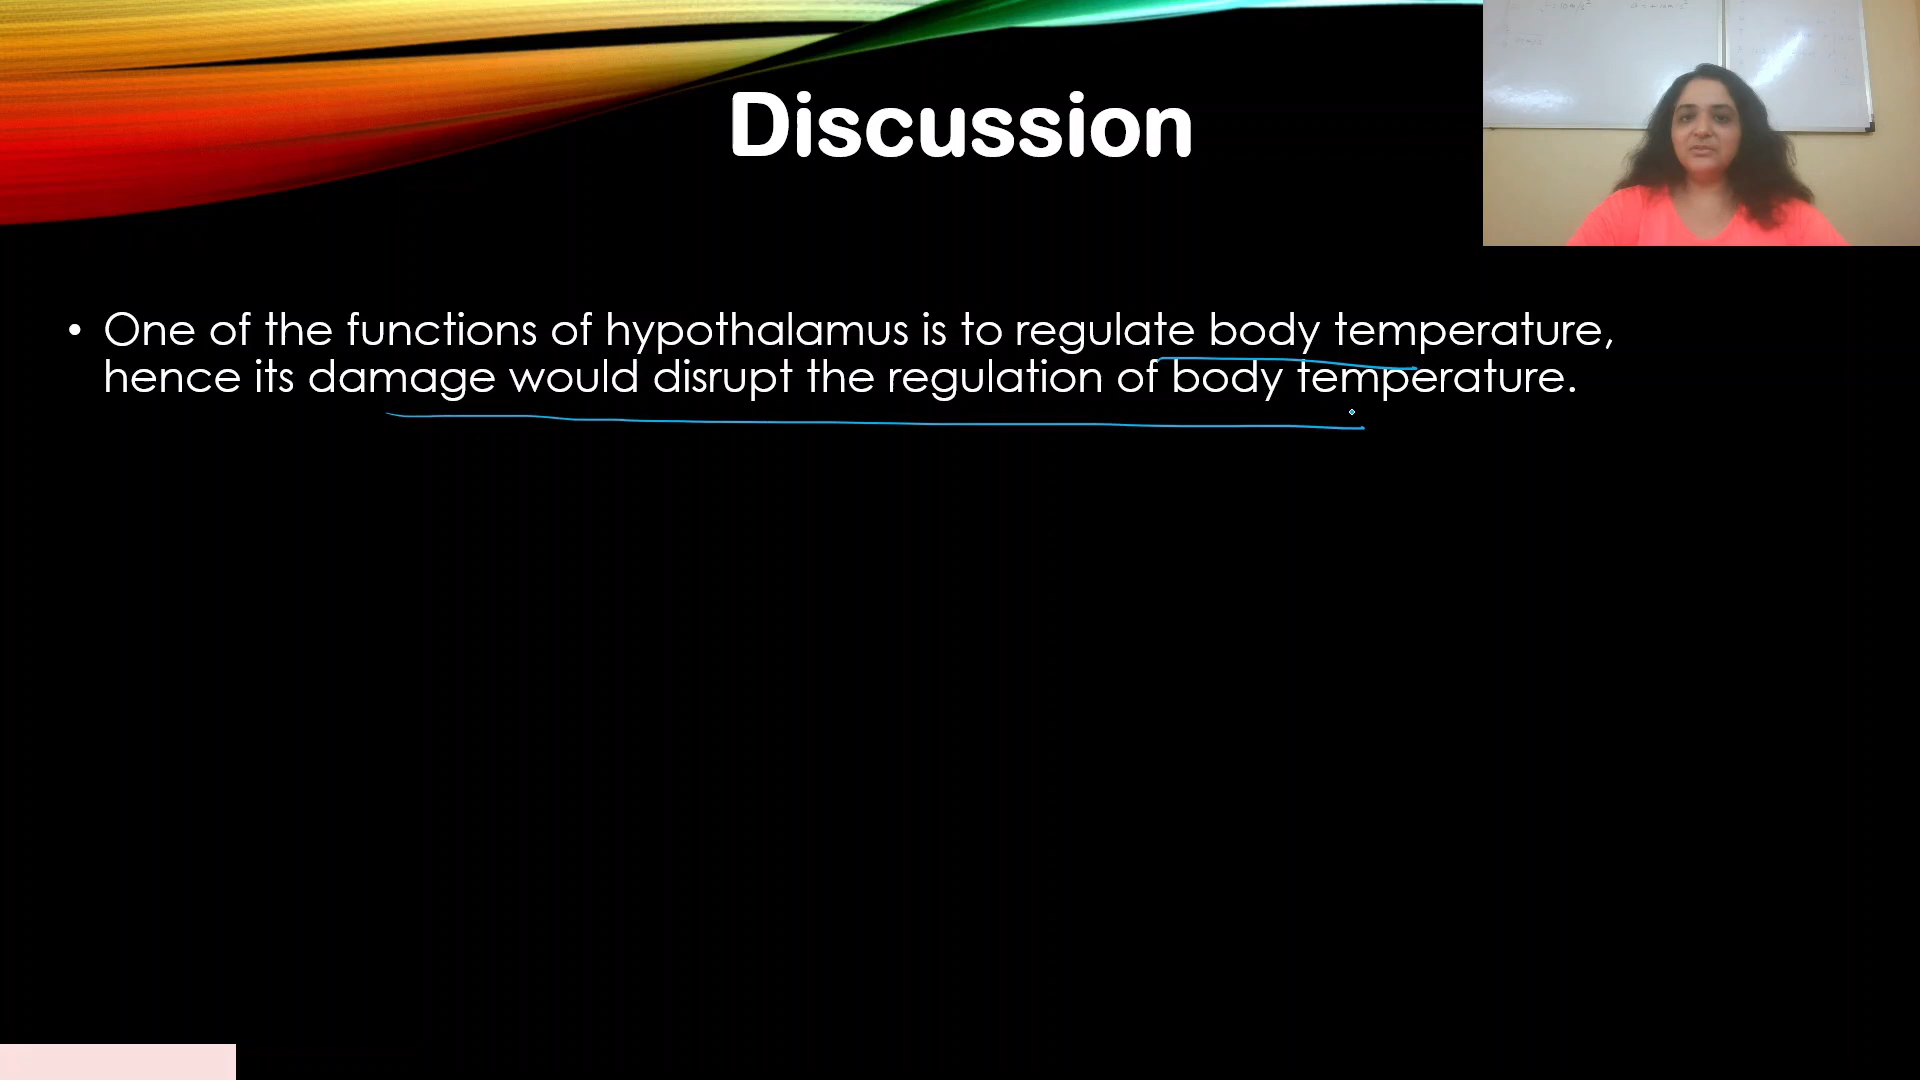 Discussion
• One of the functions of hypothalamus is to regulate body temperature,
hence its damage would disrupt the regulation of body temperature.